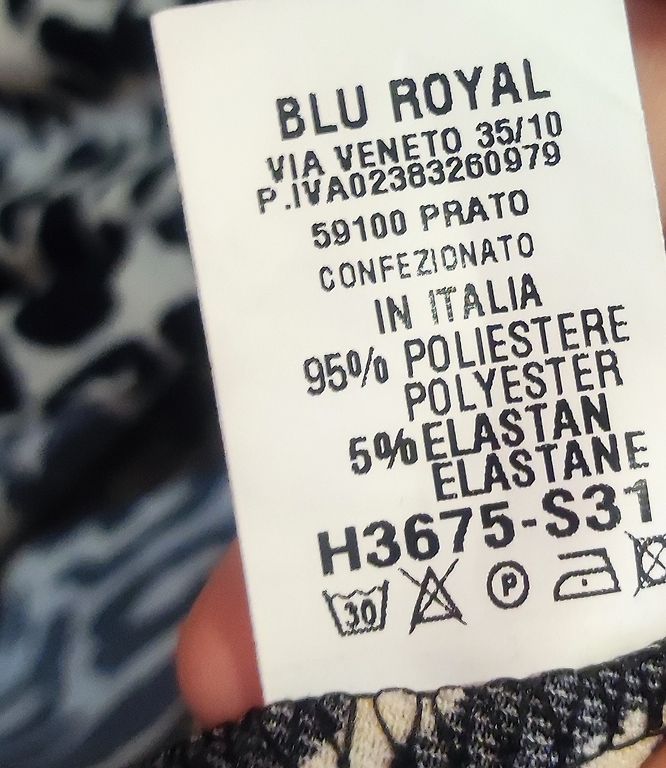 BLU ROYAL
VIA VENETO 35/10
P.IVA02383260979
59100 PRATO
CONFEZIONATO
IN ITALIA
95% POLIESTERE
POLYESTER
5% ELASTAN
ELASTANE
H3675-S31
30 P